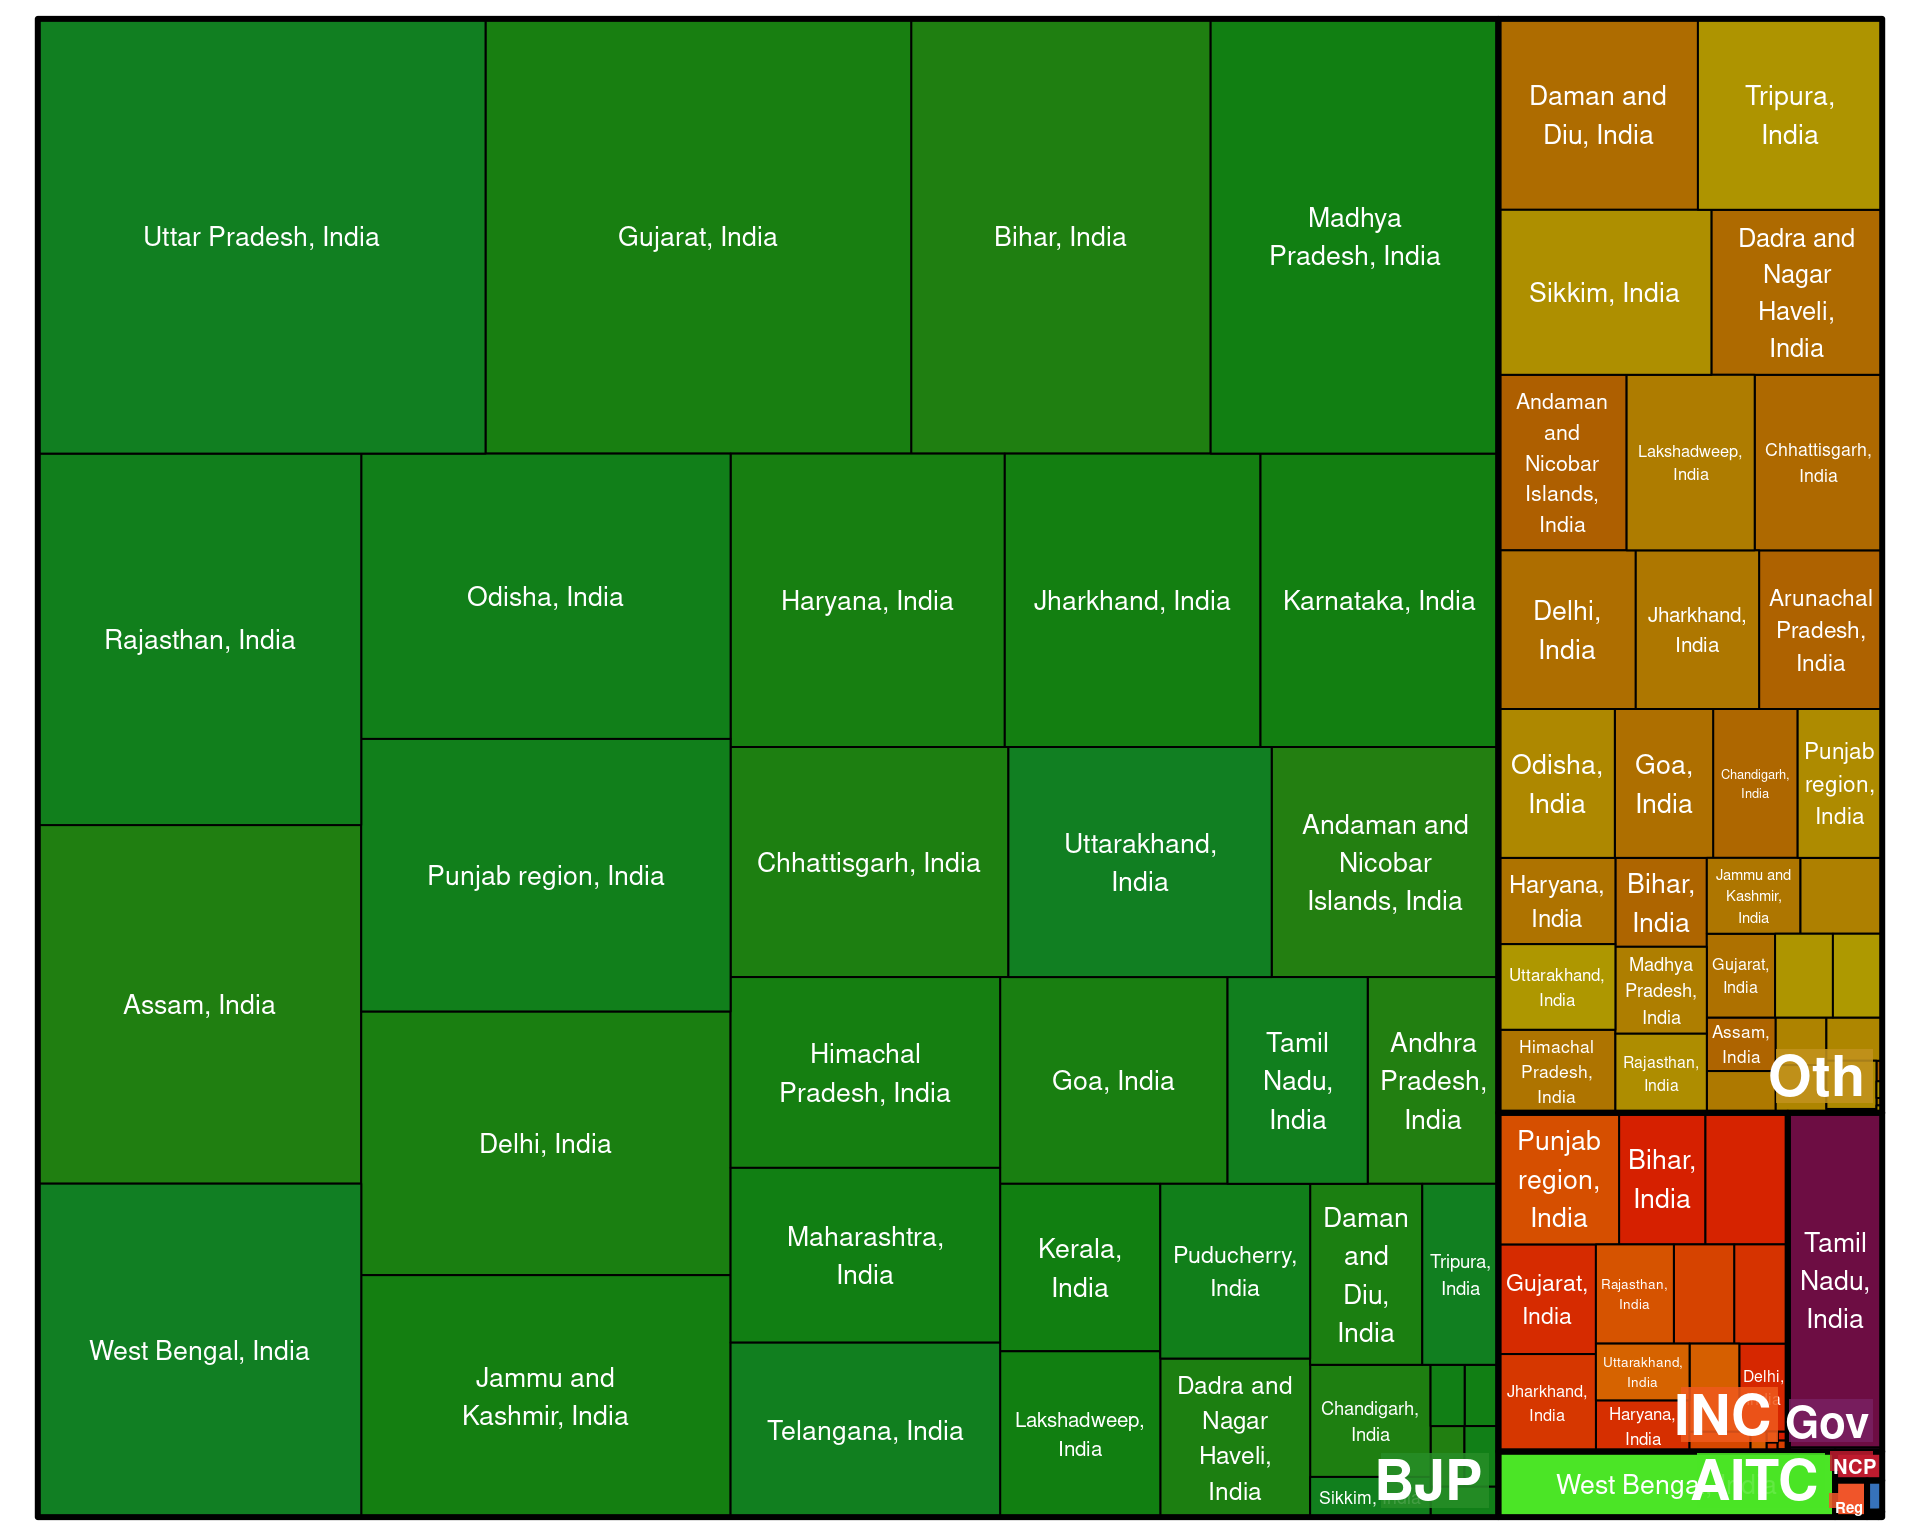 Uttar Pradesh, India
Gujarat, India
Bihar, India
Madhya
Pradesh, India
Rajasthan, India
Odisha, India
Haryana, India
Jharkhand, India
Karnataka, India
Punjab region, India
Assam, India
Chhattisgarh, India
Uttarakhand,
India
Andaman and
Nicobar
Islands, India
Delhi, India
Himachal
Pradesh, India
Goa, India
Tamil
Nadu,
India
Andhra
Pradesh,
India
West Bengal, India
Jammu and
Kashmir, India
Maharashtra,
India
Telangana, India
Kerala,
India
Puducherry,
India
Daman
and
Diu,
India
Tripura,
India
Lakshadweep,
India
Dadra and
Nagar
Haveli,
India
Chandigarh,
India
Sikkim, India
BJP
Daman and
Diu, India
Tripura,
India
Sikkim, India
Dadra and
Nagar
Haveli,
India
Andaman
and
Nicobar
Islands,
India
Lakshadweep,
India
Chhattisgarh,
India
Delhi,
India
Jharkhand,
India
Arunachal
Pradesh,
India
Odisha,
India
Goa,
India
Chandigarh,
India
Punjab
region,
India
Haryana,
India
Bihar,
India
Jammu and
Kashmir,
India
Uttarakhand,
India
Madhya
Pradesh,
India
Gujarat,
India
Himachal
Pradesh,
India
Rajasthan,
India
Assam,
India
Oth
Punjab
region,
India
Bihar,
India
Gujarat,
India
Rajasthan,
India
Jharkhand,
India
Uttarakhand,
India
Delhi,
Haryana,
India
INC
Tamil
Nadu,
India
Gov
West Benga
AITC
NCP
Reg